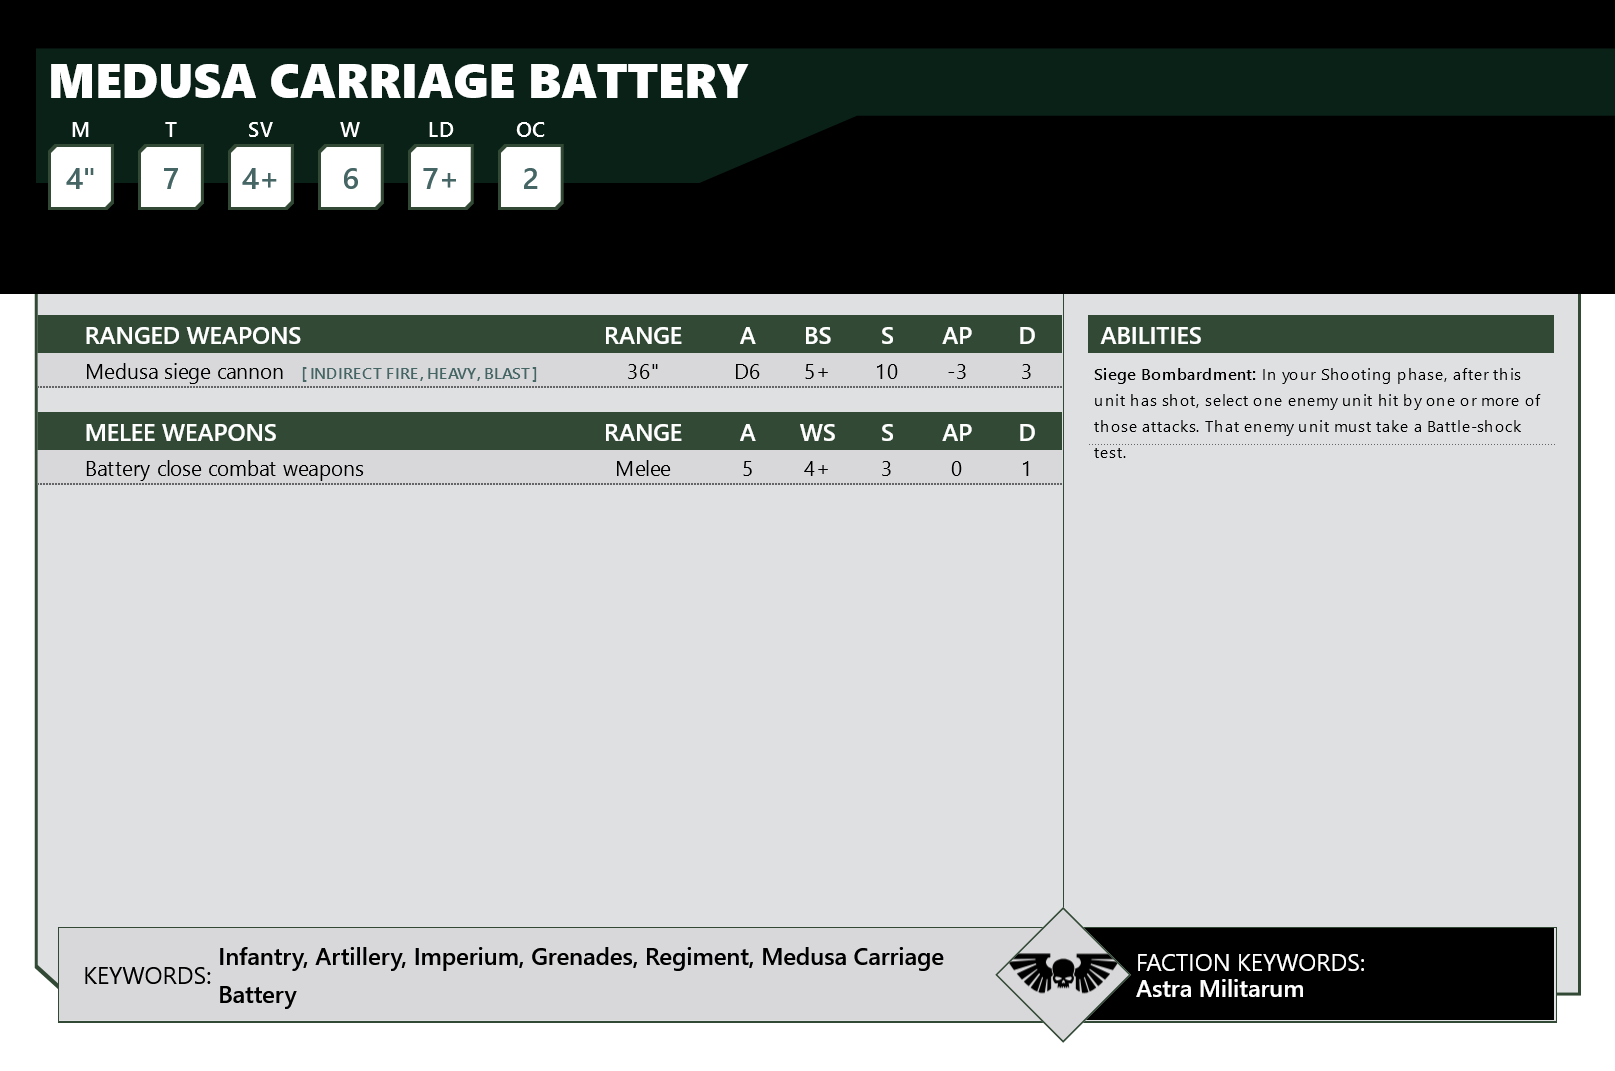 MEDUSA CARRIAGE BATTERY
M T SV W LD OC
4" 7 4+ 6 7+ 2
RANGED WEAPONS RANGE A BS S AP D
Medusa siege cannon [INDIRECT FIRE, HEAVY, BLAST] 36" D6 5+ 10 -3 3
MELEE WEAPONS RANGE A WS S AP D
Battery close combat weapons Melee 5 4+ 3 0 1
ABILITIES
Siege Bombardment: In your Shooting phase, after this
unit has shot, select one enemy unit hit by one or more of
those attacks. That enemy unit must take a Battle-shock
test.
KEYWORDS: Infantry, Artillery, Imperium, Grenades, Regiment, Medusa Carriage
Battery
FACTION KEYWORDS:
Astra Militarum